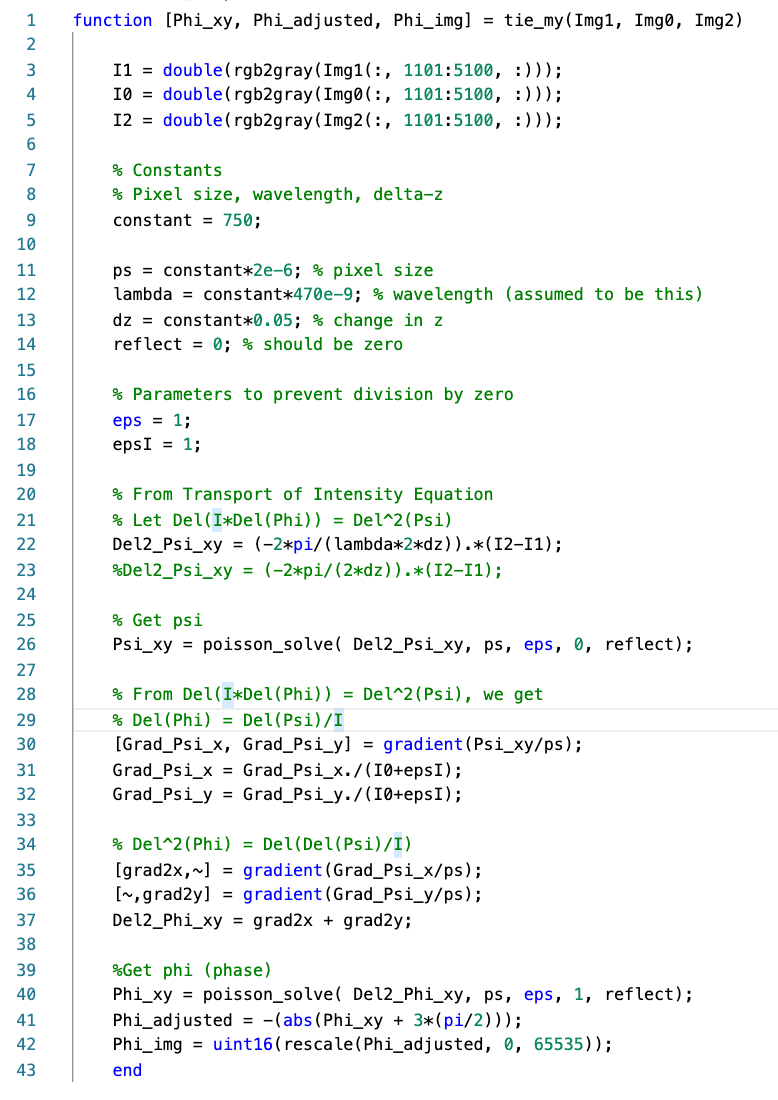 1 function [Phi_xy, Phi_adjusted, Phi_img] = tie_my(Img1, Img0, Img2)
2
3 I1 = double(rgb2gray(Img1(:, 1101:5100, :)));
4 I0 = double(rgb2gray(Img0(:, 1101:5100, :)));
5 I2 = double(rgb2gray(Img2(:, 1101:5100, :)));
6
7 % Constants
8 % Pixel size, wavelength, delta-z
9 constant = 750;
10
11 ps = constant*2e-6; % pixel size
12 lambda = constant*470e-9; % wavelength (assumed to be this)
13 dz = constant*0.05; % change in z
14 reflect = 0; % should be zero
15
16 % Parameters to prevent division by zero
17 eps = 1;
18 epsI = 1;
19
20 % From Transport of Intensity Equation
21 % Let Del(I*Del(Phi)) = Del^2(Psi)
22 Del2_Psi_xy = (-2*pi/(lambda*2*dz)).*(I2-I1);
23 %Del2_Psi_xy = (-2*pi/(2*dz)).*(I2-I1);
24
25 % Get psi
26 Psi_xy = poisson_solve( Del2_Psi_xy, ps, eps, 0, reflect);
27
28 % From Del(I*Del(Phi)) = Del^2(Psi), we get
29 % Del(Phi) = Del(Psi)/I
30 [Grad_Psi_x, Grad_Psi_y] = gradient(Psi_xy/ps);
31 Grad_Psi_x = Grad_Psi_x./(I0+epsI);
32 Grad_Psi_y = Grad_Psi_y./(I0+epsI);
33
34 % Del^2(Phi) = Del(Del(Psi)/I)
35 [grad2x,~] = gradient(Grad_Psi_x/ps);
36 [~,grad2y] = gradient(Grad_Psi_y/ps);
37 Del2_Phi_xy = grad2x + grad2y;
38
39 %Get phi (phase)
40 Phi_xy = poisson_solve( Del2_Phi_xy, ps, eps, 1, reflect);
41 Phi_adjusted = -(abs(Phi_xy + 3*(pi/2)));
42 Phi_img = uint16(rescale(Phi_adjusted, 0, 65535));
43 end